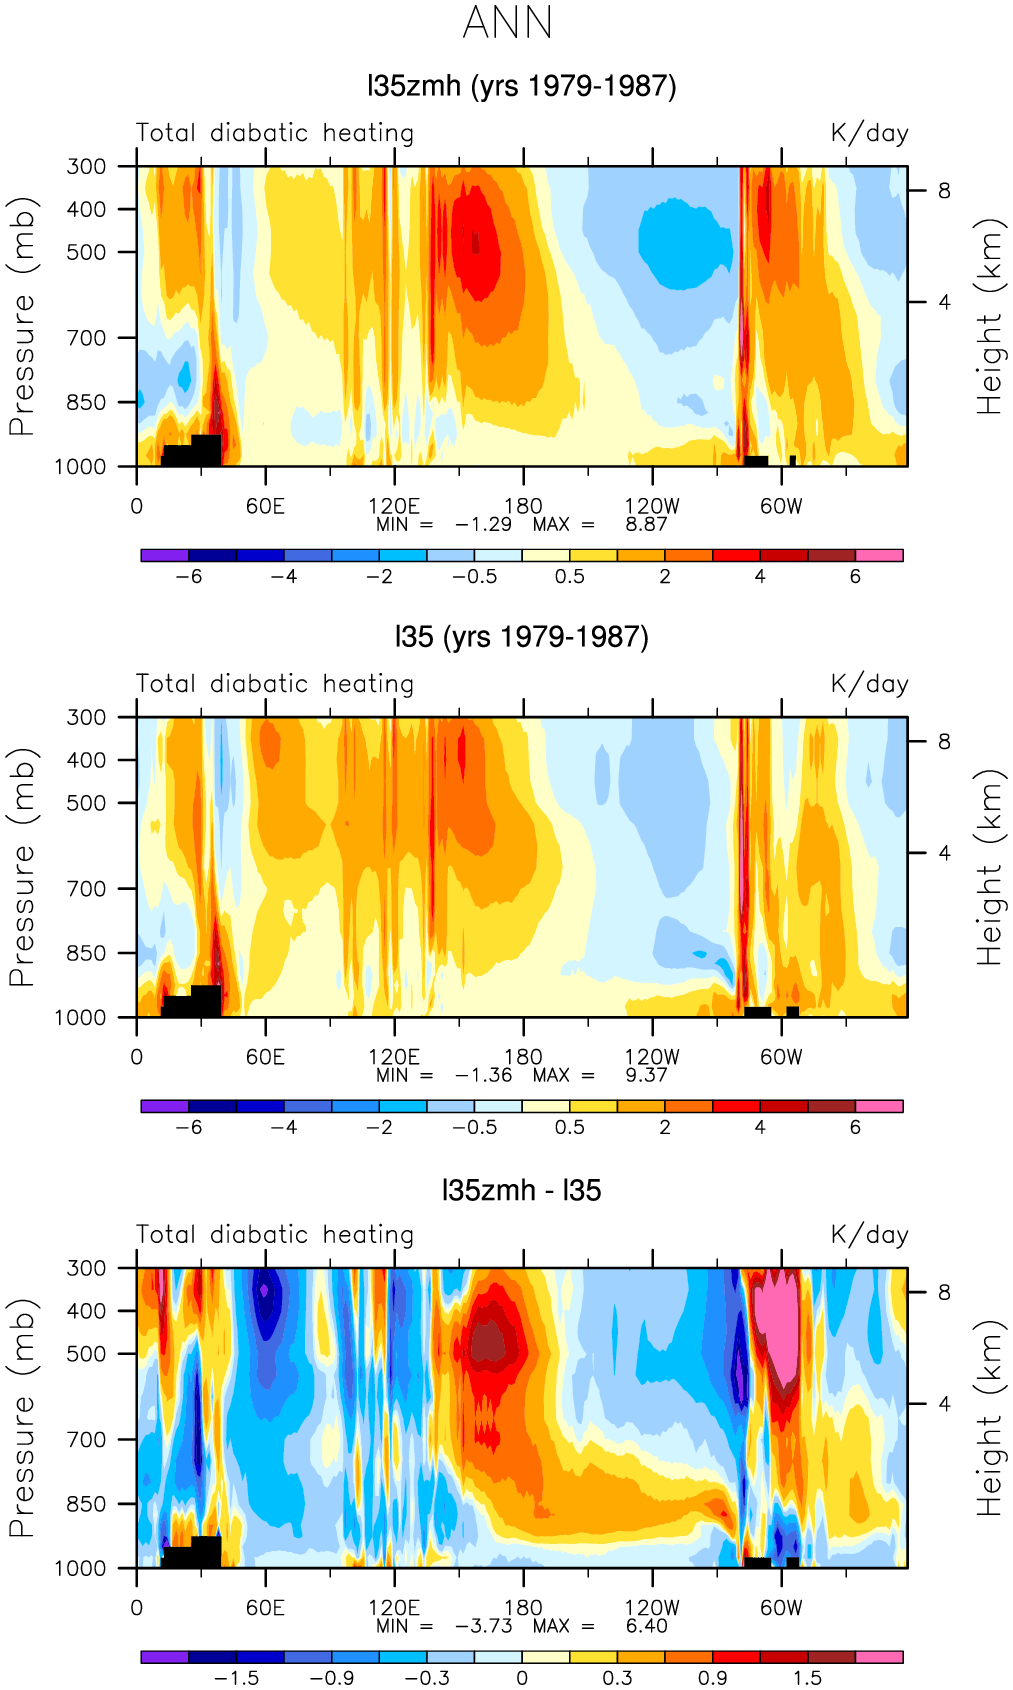 ANN
l35zmh (yrs 1979-1987)
Total diabatic heating K/day
300
400
500
700
850
1000
Pressure (mb)
8
4
Height (km)
0 60E 120E 180 120W 60W
MIN = -1.29 MAX = 8.87
-6 -4 -2 -0.5 0.5 2 4 6
l35 (yrs 1979-1987)
Total diabatic heating K/day
300
400
500
700
850
1000
Pressure (mb)
8
4
Height (km)
0 60E 120E 180 120W 60W
MIN = -1.36 MAX = 9.37
-6 -4 -2 -0.5 0.5 2 4 6
l35zmh - l35
Total diabatic heating K/day
300
400
500
700
850
1000
Pressure (mb)
8
4
Height (km)
0 60E 120E 180 120W 60W
MIN = -3.73 MAX = 6.40
-1.5 -0.9 -0.3 0 0.3 0.9 1.5